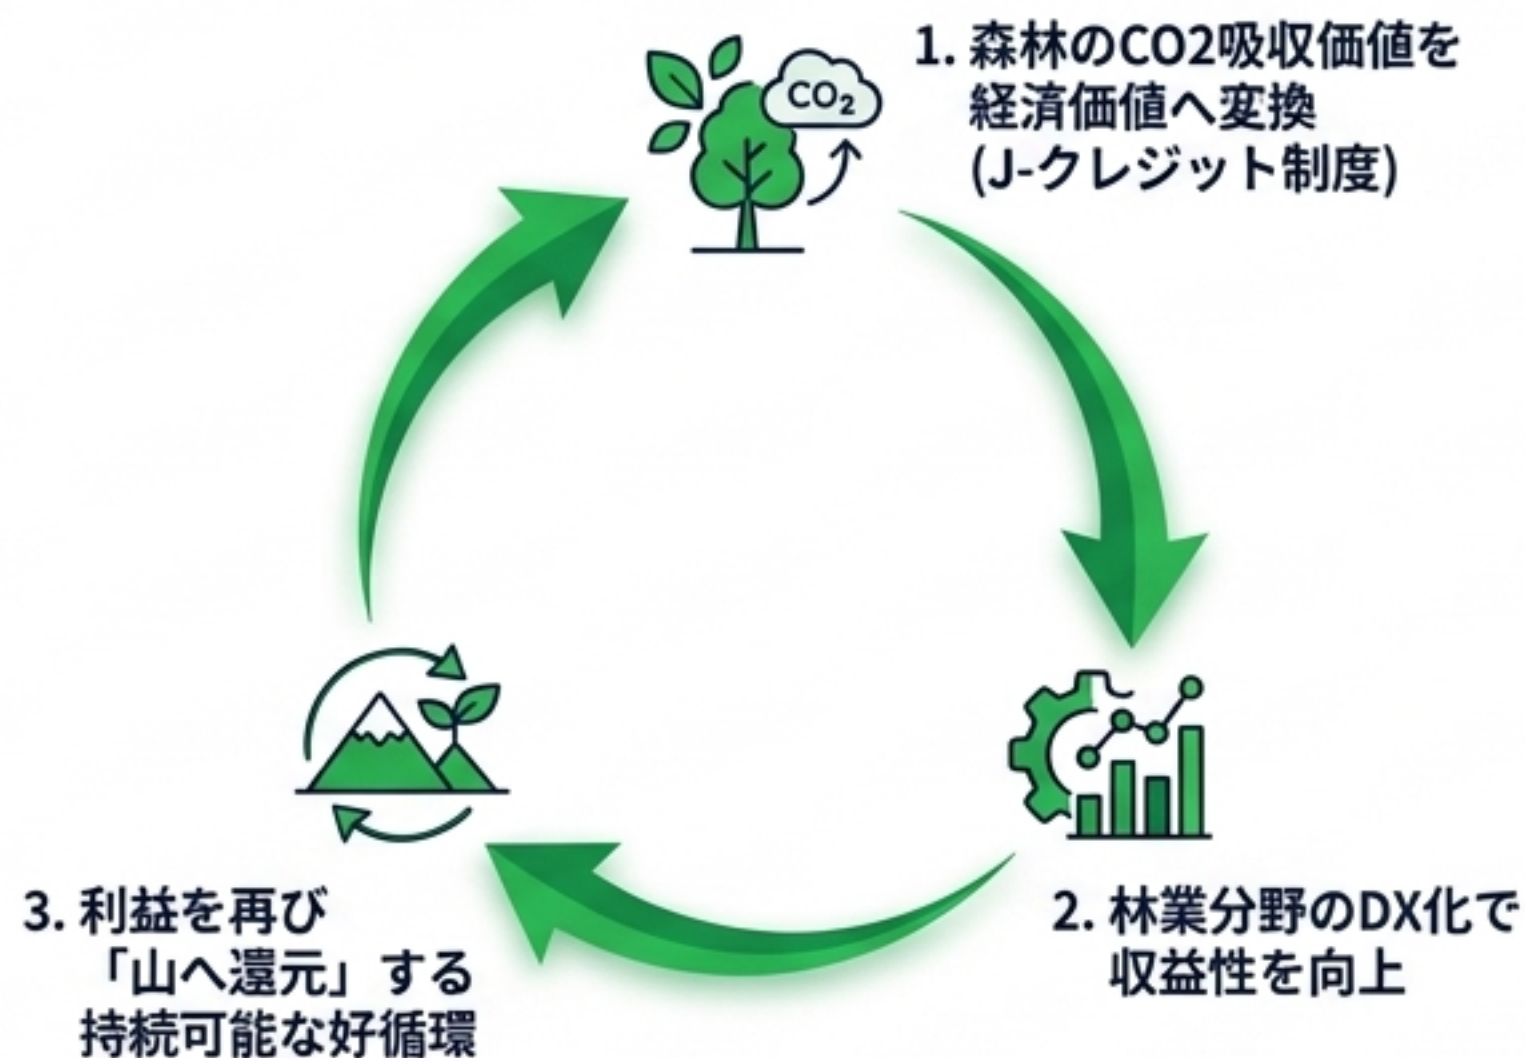 CO₂
1. 森林のCO2吸収価値を
経済価値へ変換
(J-クレジット制度)
2. 林業分野のDX化で
収益性を向上
3. 利益を再び
「山へ還元」する
持続可能な好循環